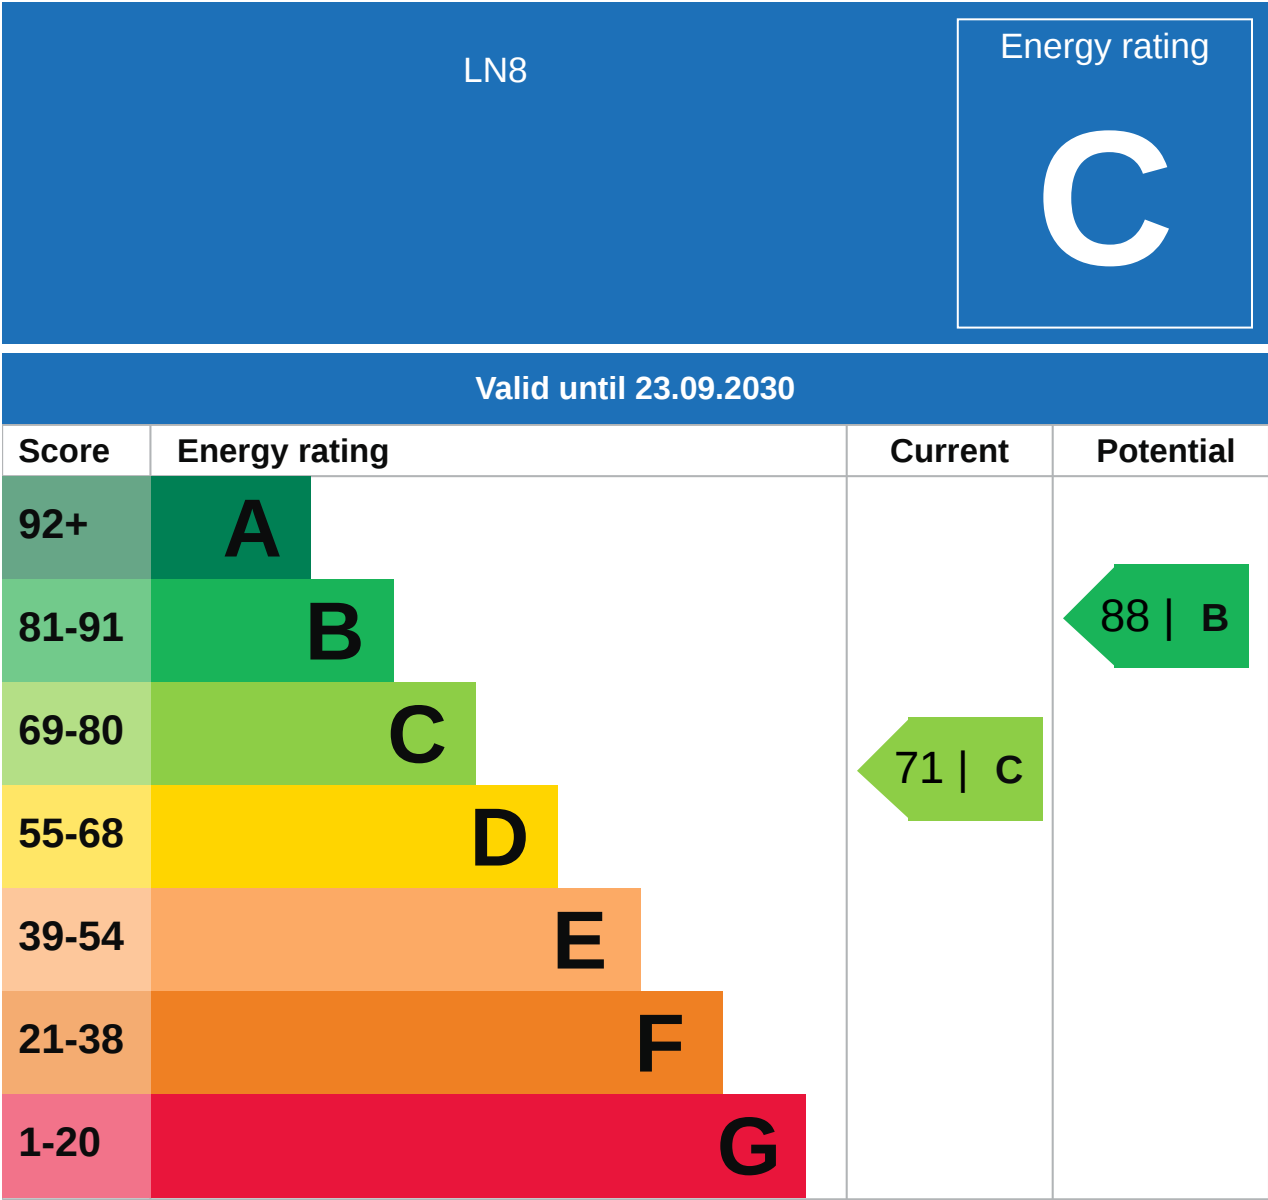 LN8
Energy rating
C
Valid until 23.09.2030
Score Energy rating Current Potential
92+ A
81-91 B
88 | B
69-80 C
71 | C
55-68 D
39-54 E
21-38 F
1-20 G